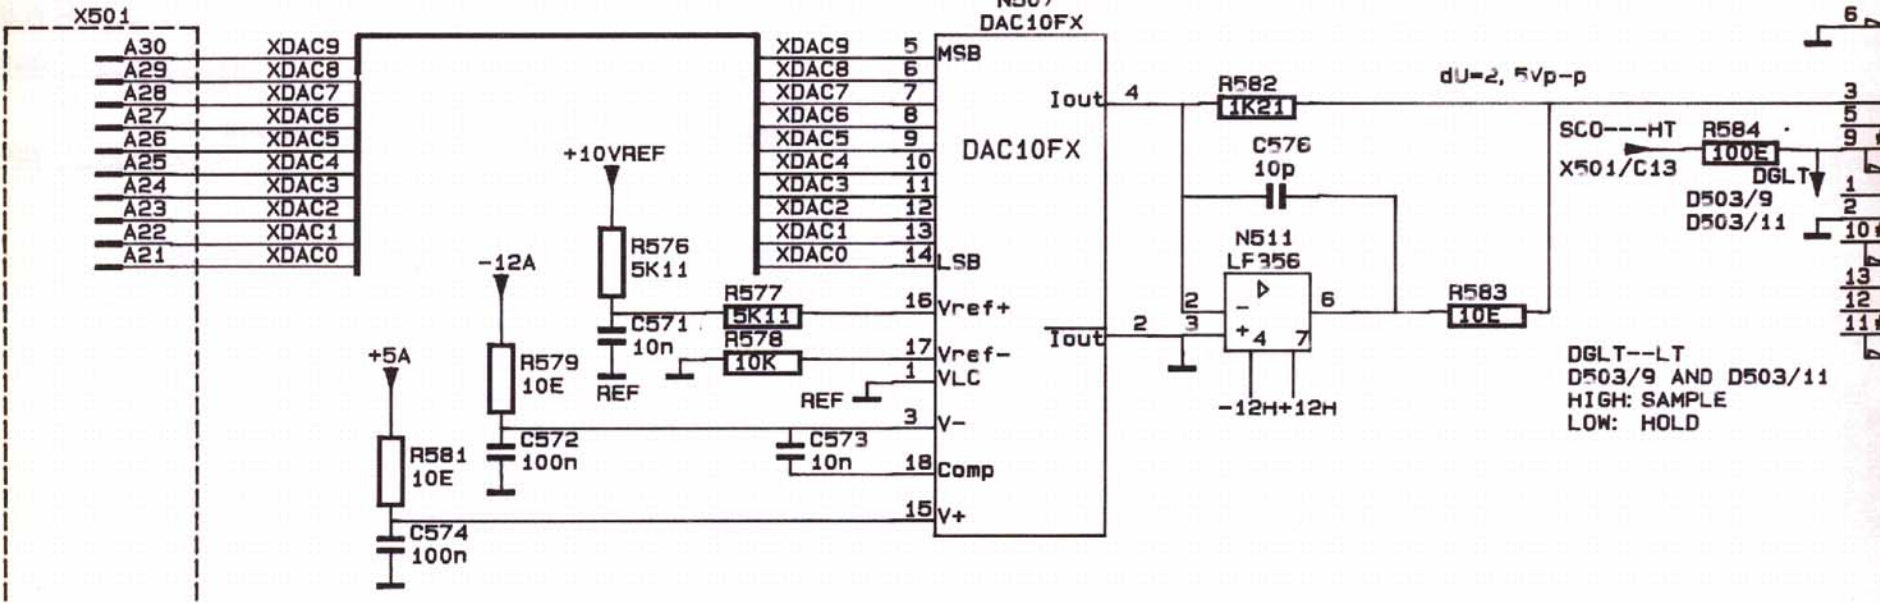 X501
A30 XDAC9
A29 XDAC8
A28 XDAC7
A27 XDAC6
A26 XDAC5
A25 XDAC4
A24 XDAC3
A23 XDAC2
A22 XDAC1
A21 XDAC0
+10VREF
R576
5K11
C571
10n
REF
-12A
R579
10E
C572
100n
+5A
R581
10E
C574
100n
XDAC9 5 MSB
XDAC8 6
XDAC7 7
XDAC6 8
XDAC5 9
XDAC4 10
XDAC3 11
XDAC2 12
XDAC1 13
XDAC0 14 LSB
R577
5K11
16 Vref+
R578
10K
17 Vref-
1 VLC
REF
3 V-
C573
10n
18 Comp
15 V+
N507
DAC10FX
DAC10FX
Iout 4
Iout 2
R582
1K21
C576
10p
N511
LF356
2
3
-
+
4 7
6
-12H+12H
R583
10E
dU=2,5Vp-p
SCO---HT
X501/C13
R584
100E
DGLT
D503/9
D503/11
DGLT--LT
D503/9 AND D503/11
HIGH: SAMPLE
LOW: HOLD
6
3
5
9
1
2
10
13
12
11